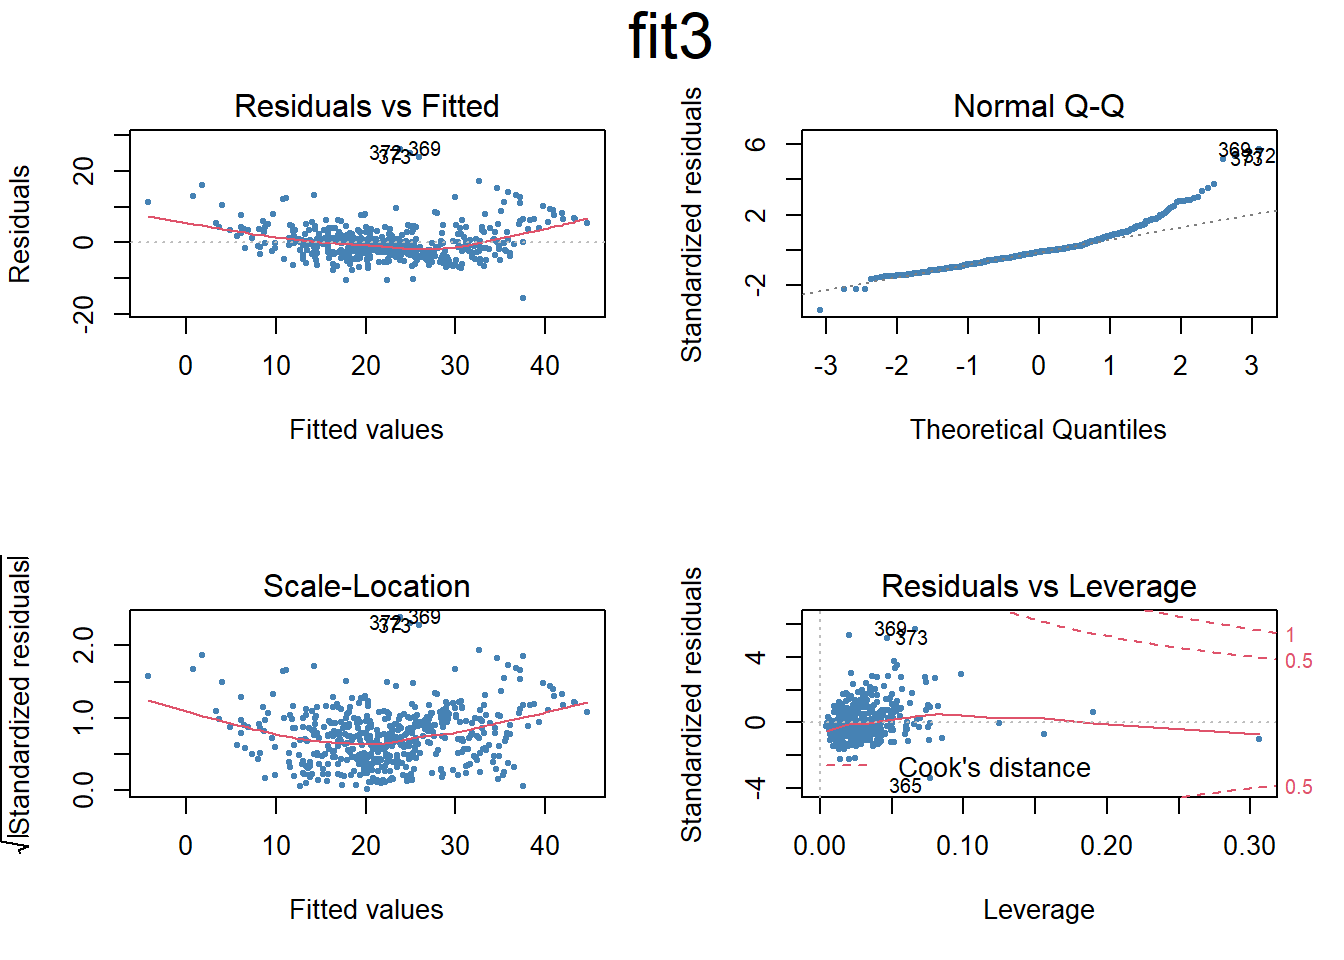 fit3
Residuals vs Fitted
Residuals
20
0
-20
372
369
373
0 10 20 30 40
Fitted values
Normal Q-Q
Standardized residuals
6
2
-2
369
372
373
-3 -2 -1 0 1 2 3
Theoretical Quantiles
Scale-Location
√|Standardized residuals|
2.0
1.0
0.0
372
369
373
0 10 20 30 40
Fitted values
Residuals vs Leverage
Standardized residuals
4
0
-4
369
373
365
Cook's distance
1
0.5
0.5
0.00 0.10 0.20 0.30
Leverage